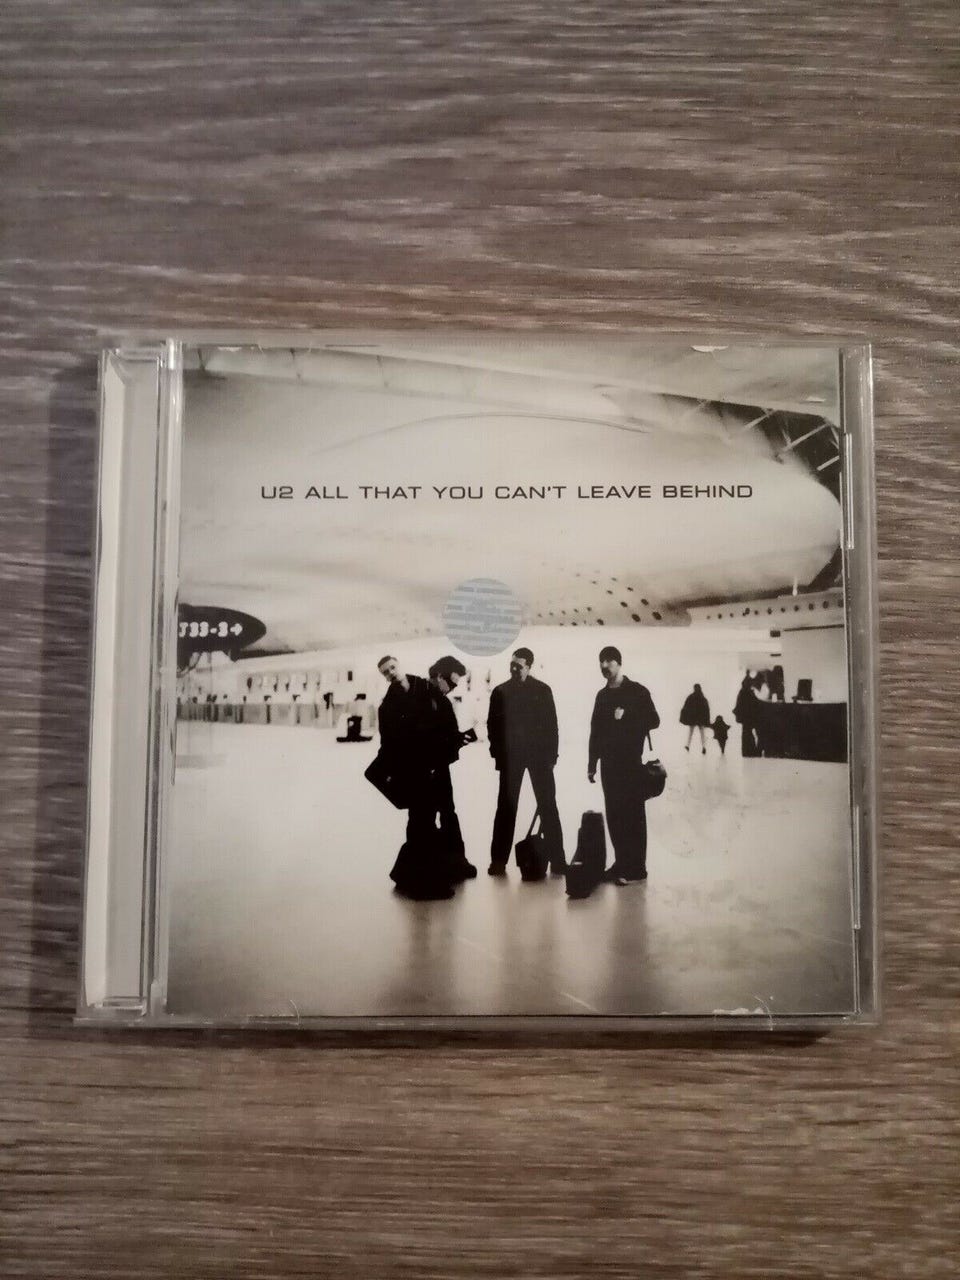 U2 ALL THAT YOU CAN'T LEAVE BEHIND
J33-3→